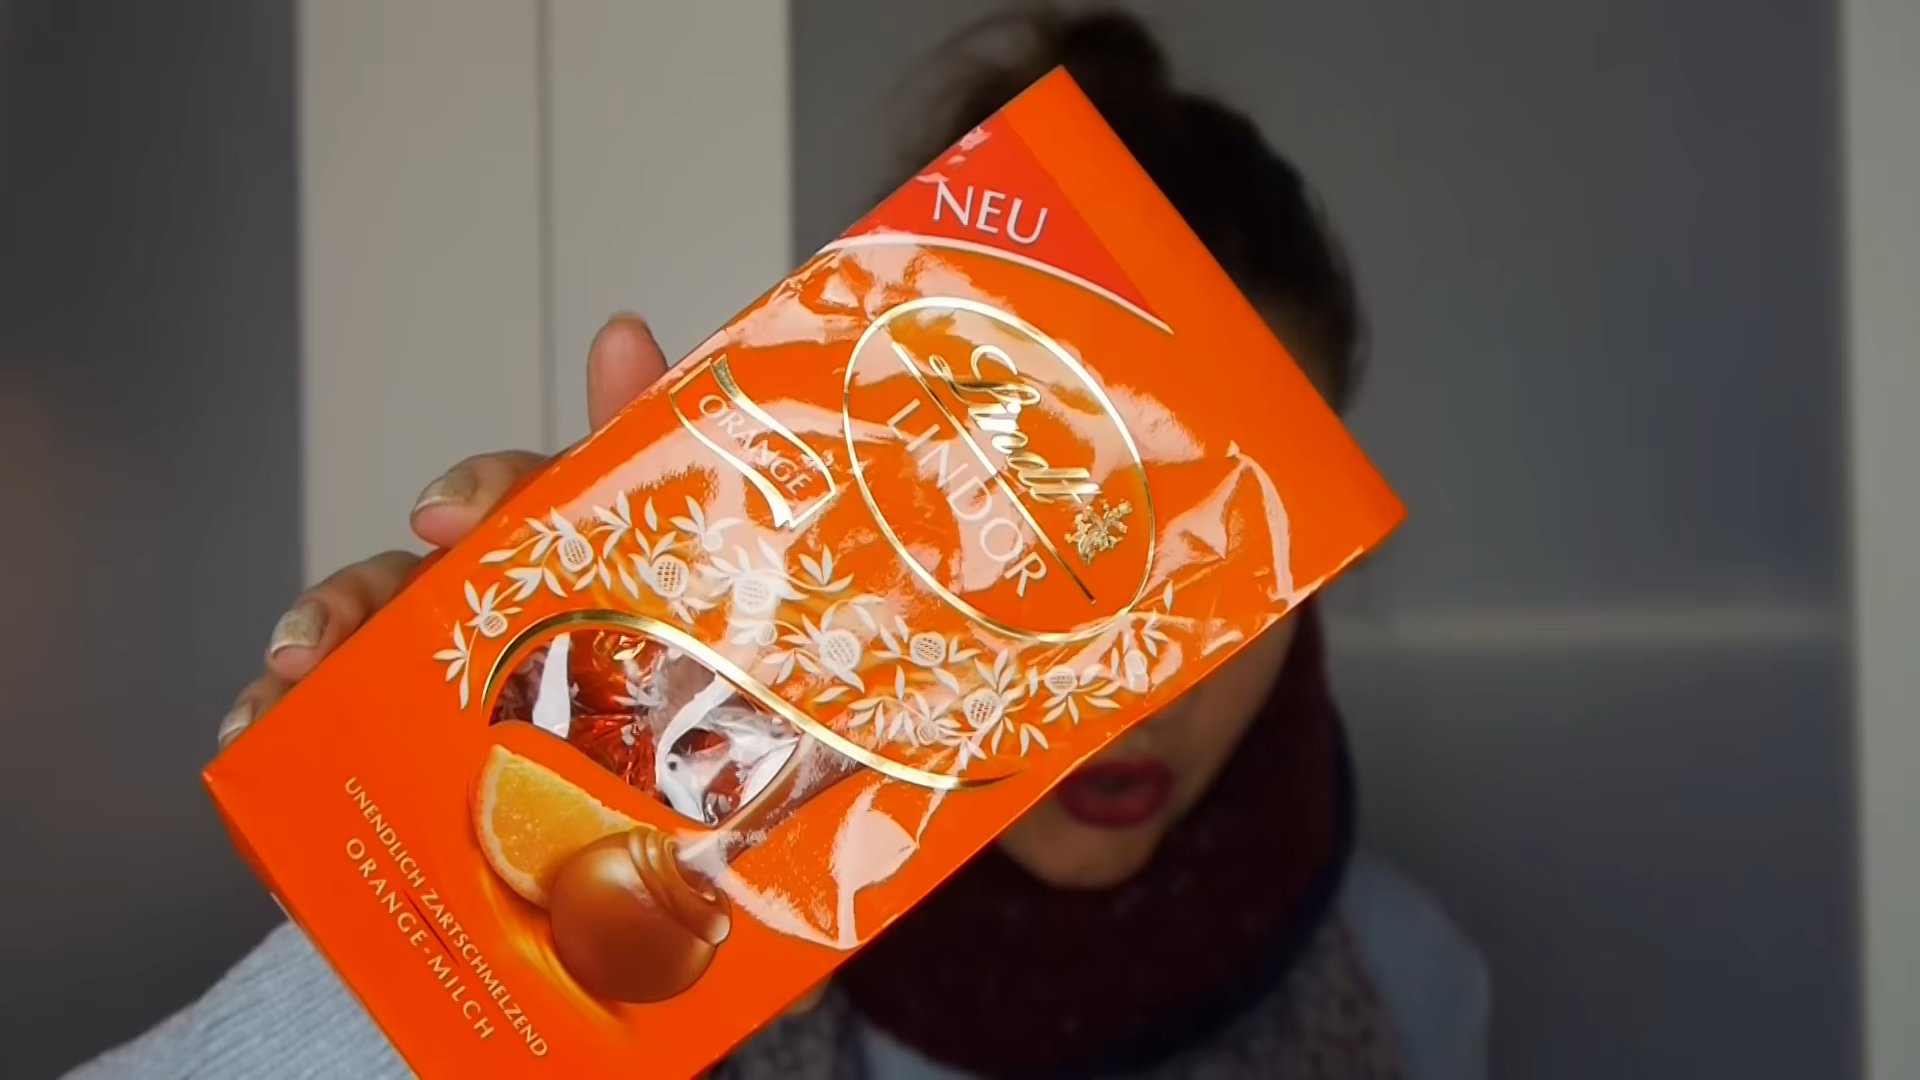 NEU
Lindt
LINDOR
ORANGE
UNENDLICH ZARTSCHMELZEND
ORANGE-MILCH